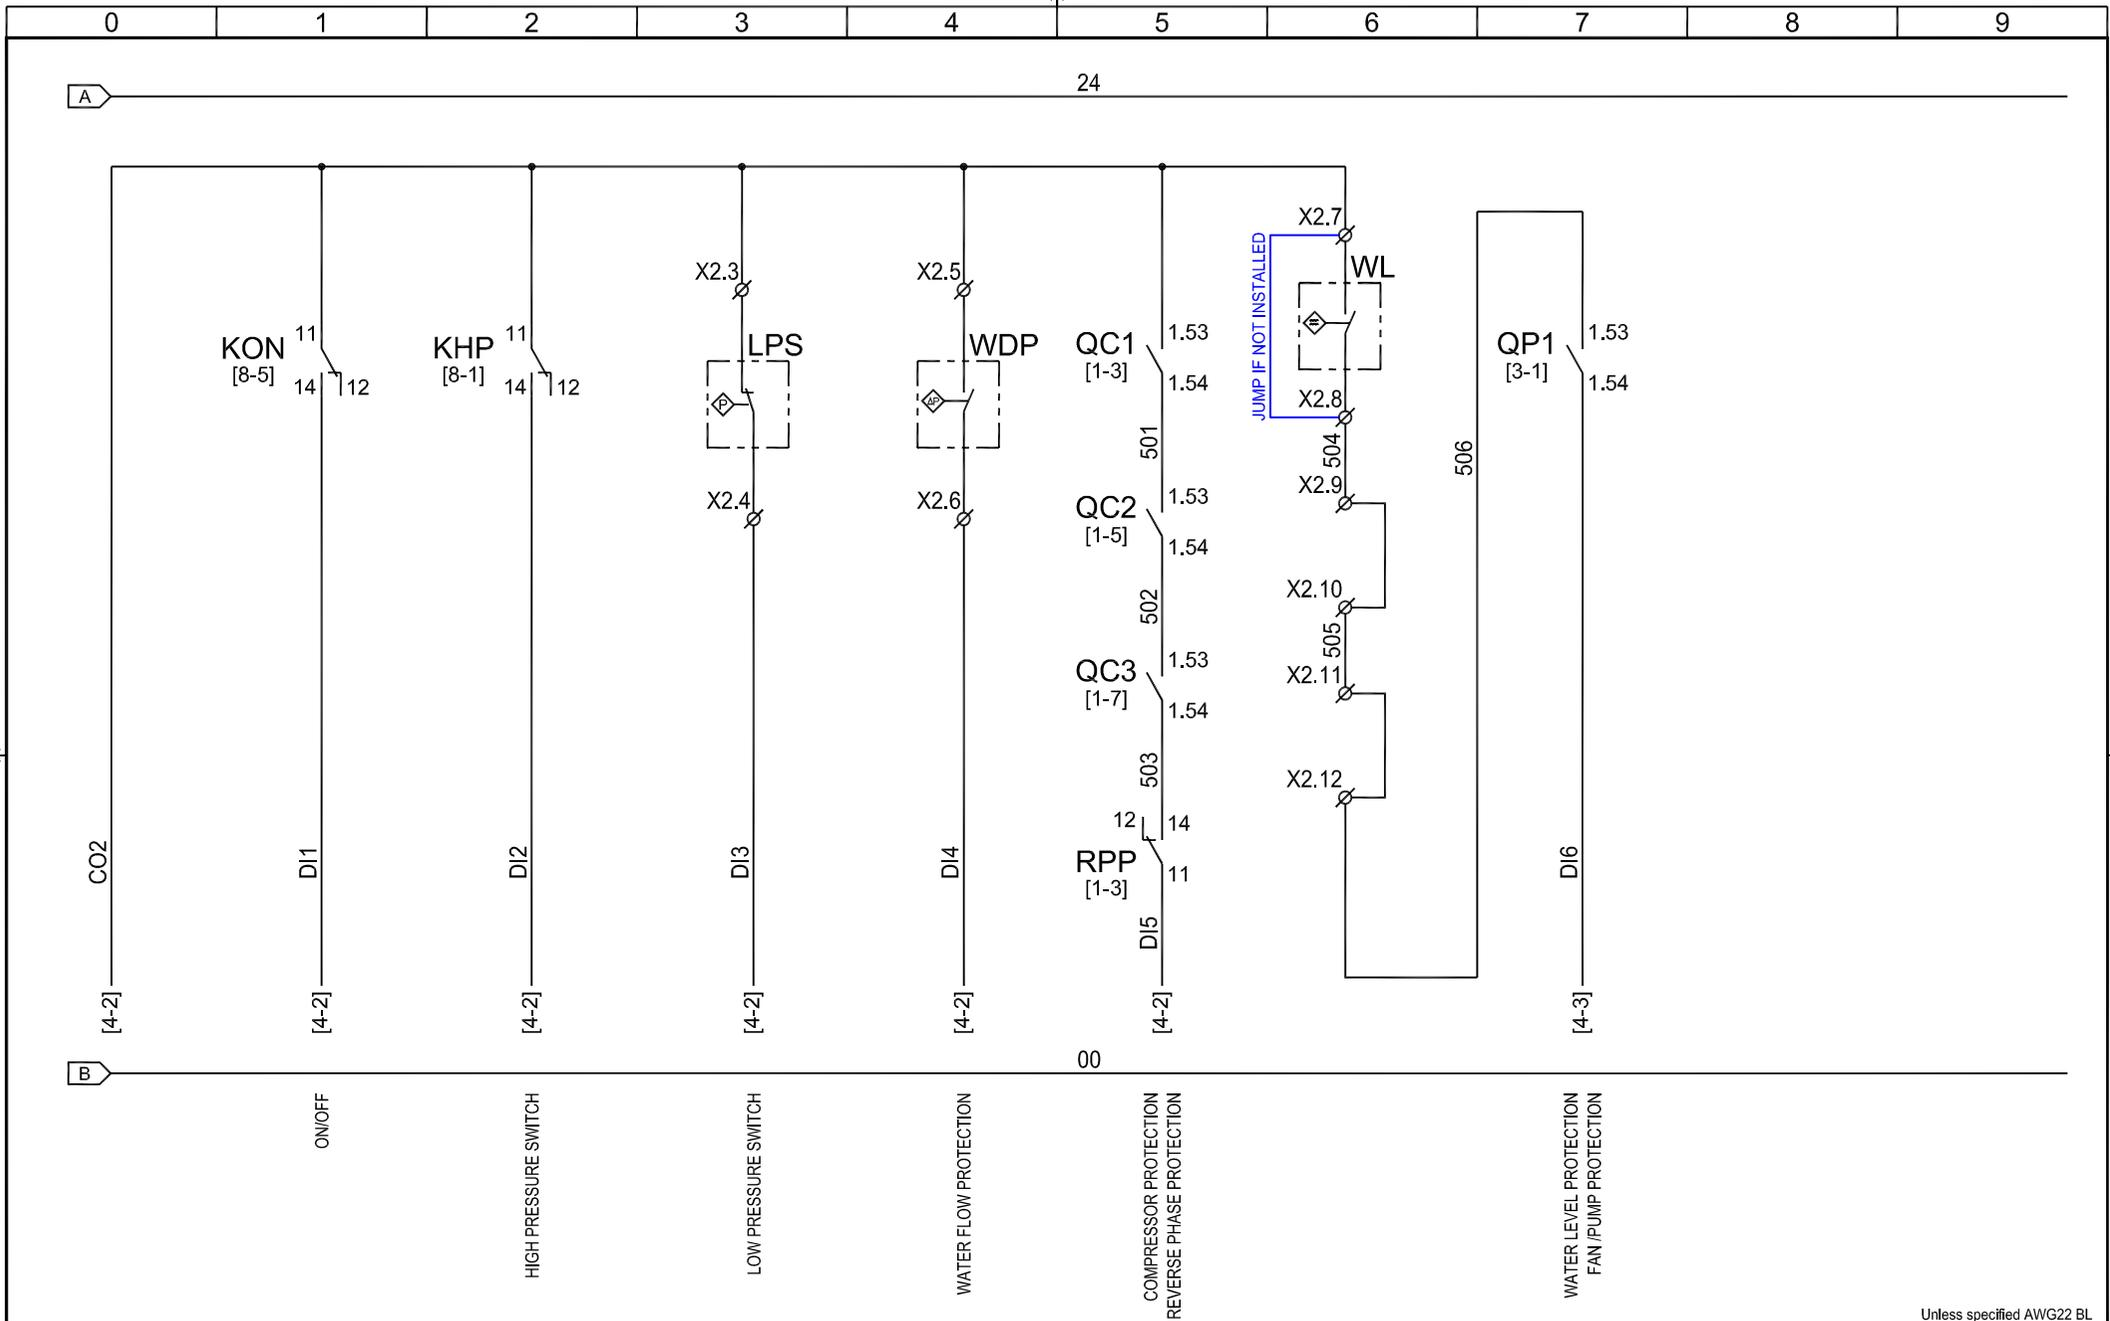 0 1 2 3 4 5 6 7 8 9
A
24
X2.7
JUMP IF NOT INSTALLED
WL
X2.3
X2.5
11
KON
[8-5]
14 12
11
KHP
[8-1]
14 12
LPS
P
WDP
ΔP
1.53
QC1
[1-3]
1.54
1.53
QP1
[3-1]
1.54
X2.8
501
504
506
X2.4
X2.6
1.53
QC2
[1-5]
1.54
X2.9
502
X2.10
505
1.53
QC3
[1-7]
1.54
X2.11
503
X2.12
12 14
RPP
[1-3]
11
CO2
DI1
DI2
DI3
DI4
DI5
DI6
[4-2]
[4-2]
[4-2]
[4-2]
[4-2]
[4-2]
[4-3]
B
00
ON/OFF
HIGH PRESSURE SWITCH
LOW PRESSURE SWITCH
WATER FLOW PROTECTION
COMPRESSOR PROTECTION
REVERSE PHASE PROTECTION
WATER LEVEL PROTECTION
FAN /PUMP PROTECTION
Unless specified AWG22 BL